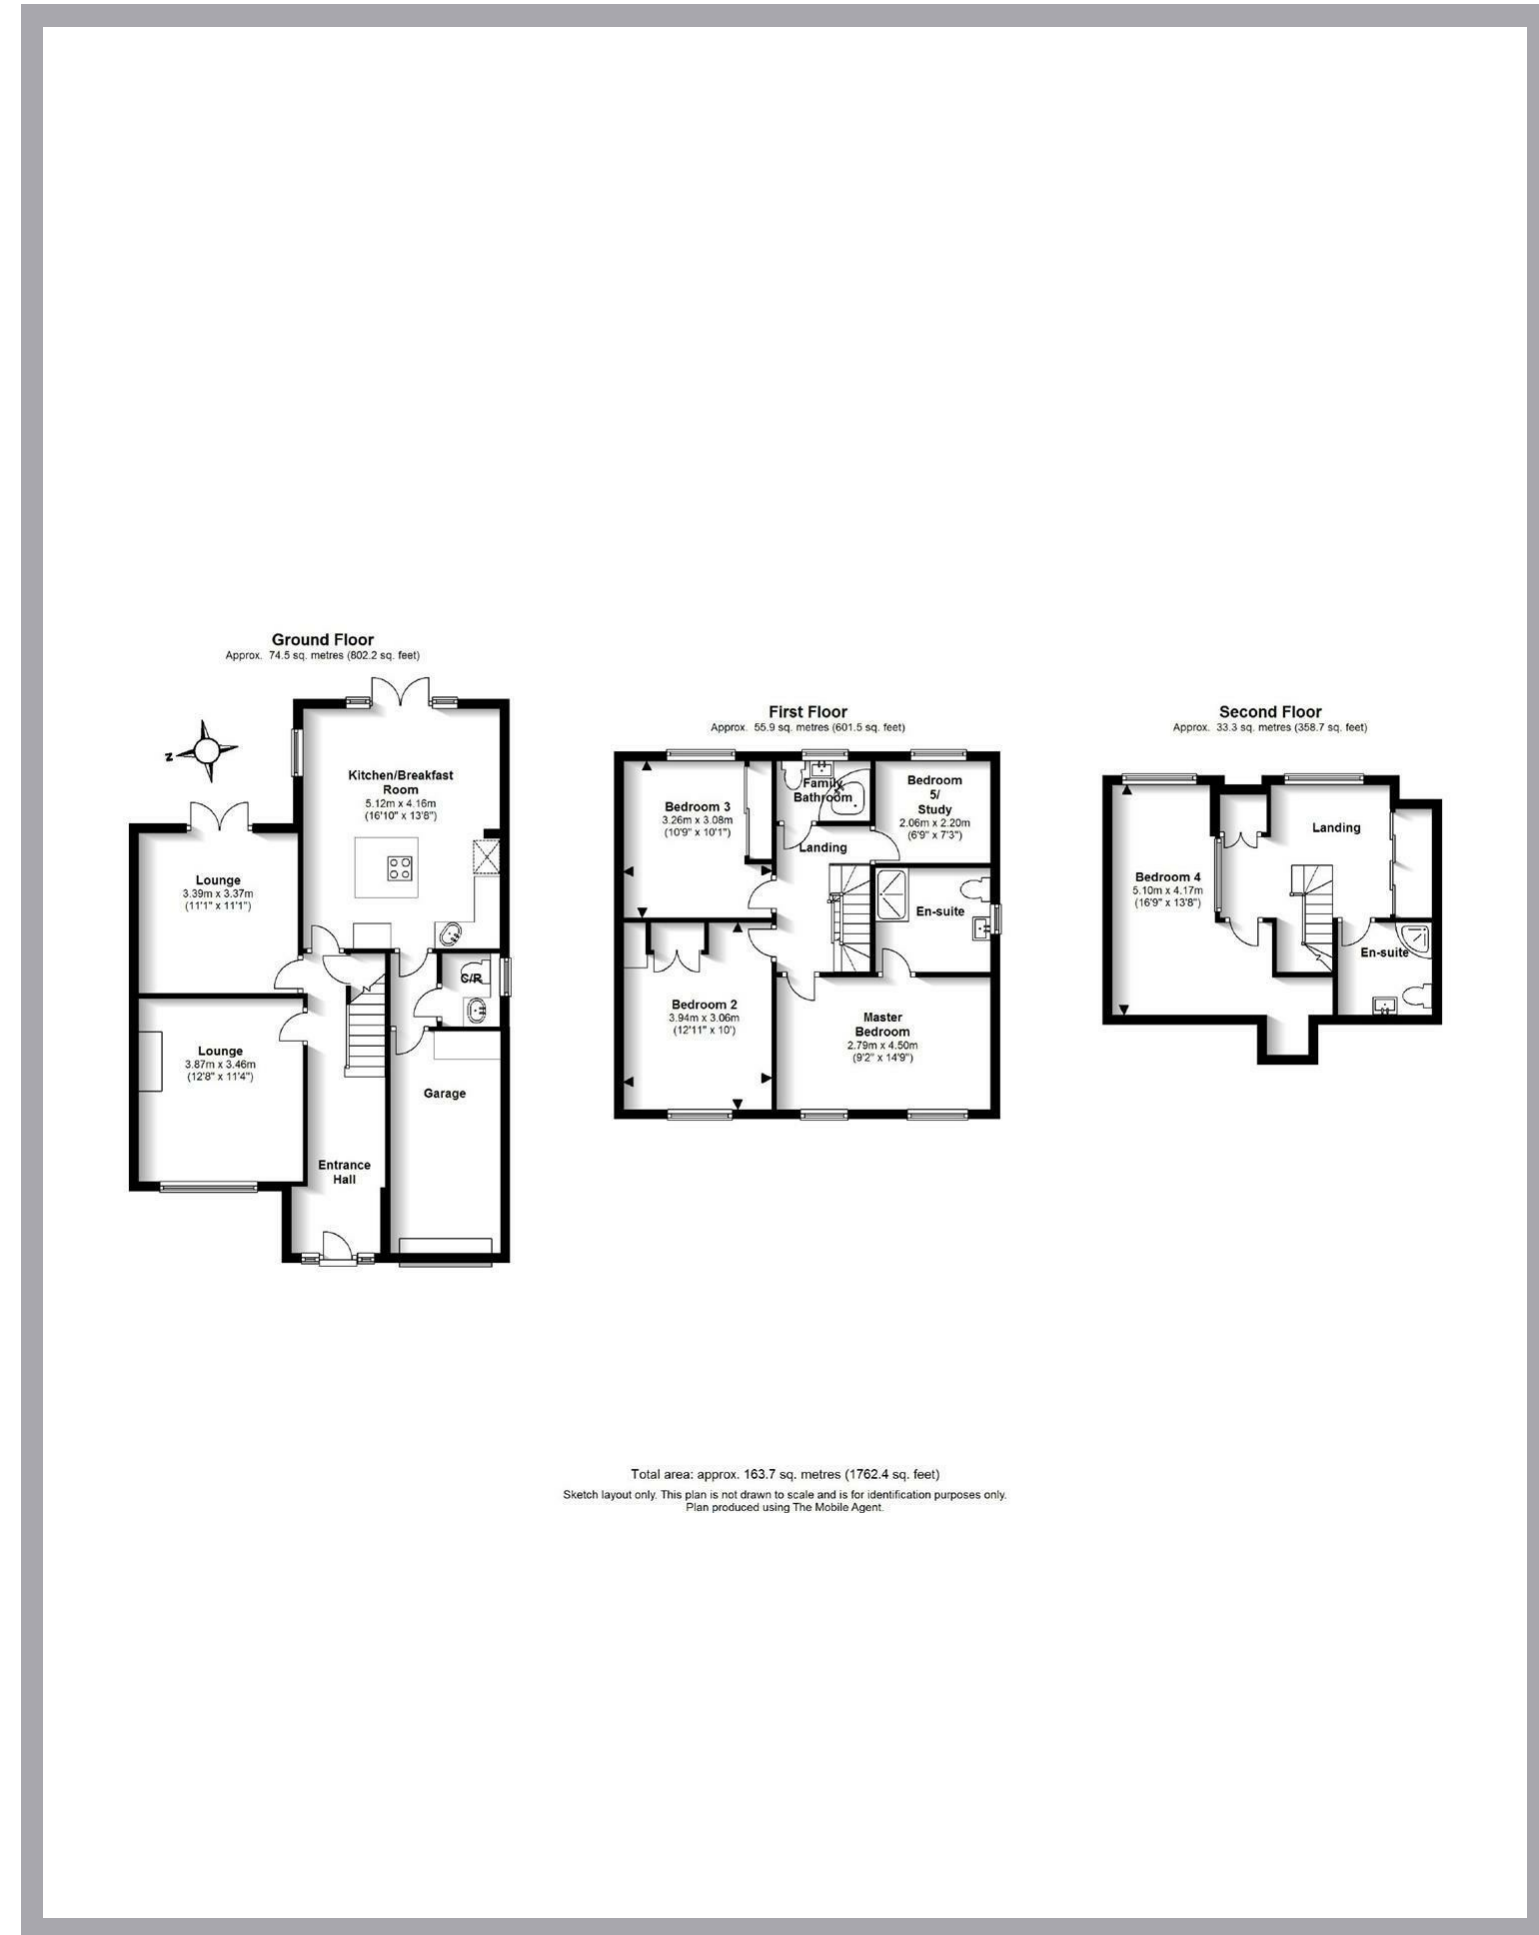 Ground Floor
Approx. 74.5 sq. metres (802.2 sq. feet)
N
Kitchen/Breakfast
Room
5.12m x 4.16m
(16'10" x 13'8")
Lounge
3.39m x 3.37m
(11'1" x 11'1")
C/R
Lounge
3.87m x 3.46m
(12'8" x 11'4")
Garage
Entrance
Hall
First Floor
Approx. 55.9 sq. metres (601.5 sq. feet)
Bedroom 3
3.26m x 3.08m
(10'9" x 10'1")
Family
Bathroom
Bedroom
5/
Study
2.06m x 2.20m
(6'9" x 7'3")
Landing
En-suite
Bedroom 2
3.94m x 3.06m
(12'11" x 10')
Master
Bedroom
2.79m x 4.50m
(9'2" x 14'9")
Second Floor
Approx. 33.3 sq. metres (358.7 sq. feet)
Landing
Bedroom 4
5.10m x 4.17m
(16'9" x 13'8")
En-suite
Total area: approx. 163.7 sq. metres (1762.4 sq. feet)
Sketch layout only. This plan is not drawn to scale and is for identification purposes only.
Plan produced using The Mobile Agent.